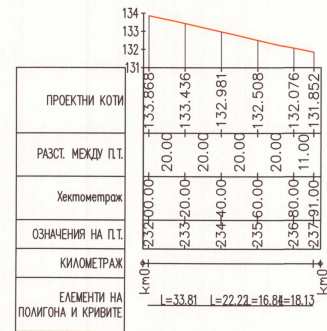 134
133
132
131
ПРОЕКТНИ КОТИ
133.868
133.436
132.981
132.508
132.076
131.852
РАЗСТ. МЕЖДУ П.Т.
20.00
20.00
20.00
20.00
11.00
Хектометраж
00.00
20.00
40.00
60.00
80.00
91.00
ОЗНАЧЕНИЯ НА П.Т.
232
233
234
235
236
237
КИЛОМЕТРАЖ
km0
km0
ЕЛЕМЕНТИ НА
ПОЛИГОНА И КРИВИТЕ
L=33.81 L=22.22 L=16.84 L=18.13